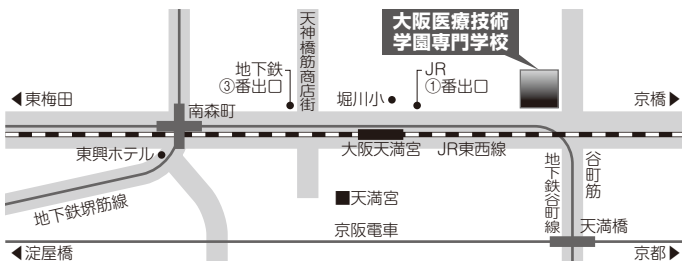 大阪医療技術
学園専門学校
天神橋筋商店街
地下鉄
③番出口
JR
①番出口
堀川小
◀東梅田
京橋▶
南森町
東興ホテル
大阪天満宮
JR東西線
地下鉄堺筋線
■天満宮
地下鉄谷町線
谷町筋
京阪電車
天満橋
◀淀屋橋
京都▶